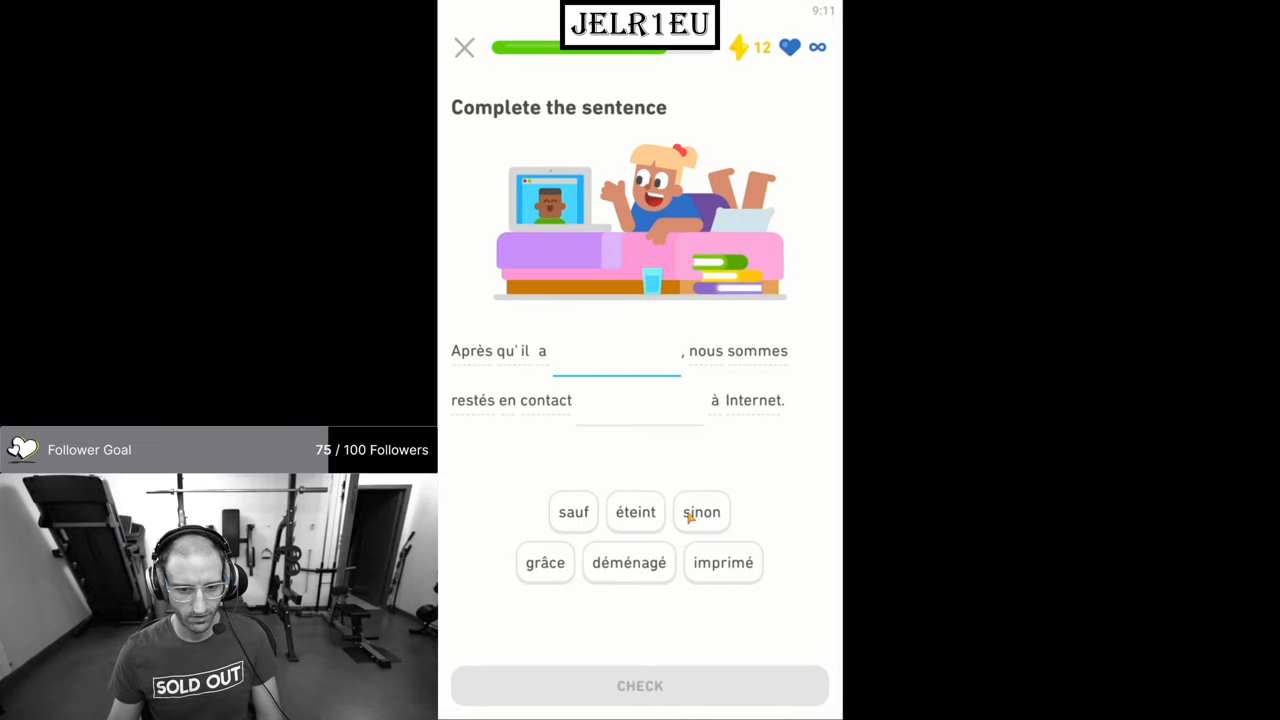 JELR1EU
9:11
12
Complete the sentence
Après qu'il a , nous sommes
restés en contact à Internet.
Follower Goal 75 / 100 Followers
sauf éteint sinon
grâce déménagé imprimé
SOLD OUT
CHECK